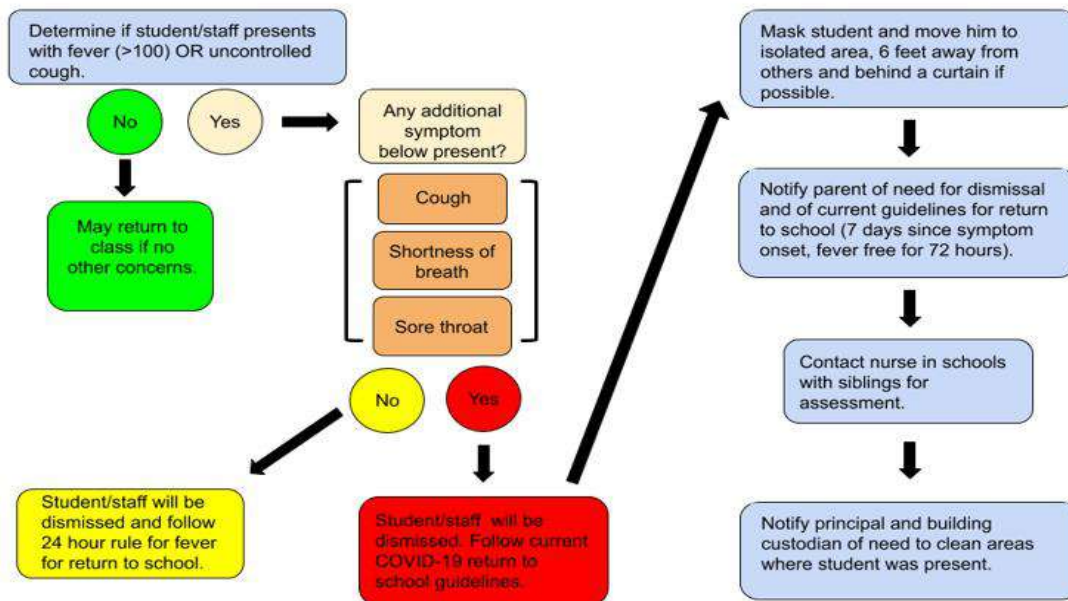 Determine if student/staff presents
with fever (>100) OR uncontrolled
cough.
No
Yes
Any additional
symptom
below present?
May return to
class if no
other concerns.
Cough
Shortness of
breath
Sore throat
No
Yes
Student/staff will be
dismissed and follow
24 hour rule for fever
for return to school.
Student/staff will be
dismissed. Follow current
COVID-19 return to
school guidelines.
Mask student and move him to
isolated area, 6 feet away from
others and behind a curtain if
possible.
Notify parent of need for dismissal
and of current guidelines for return
to school (7 days since symptom
onset, fever free for 72 hours).
Contact nurse in schools
with siblings for
assessment.
Notify principal and building
custodian of need to clean areas
where student was present.